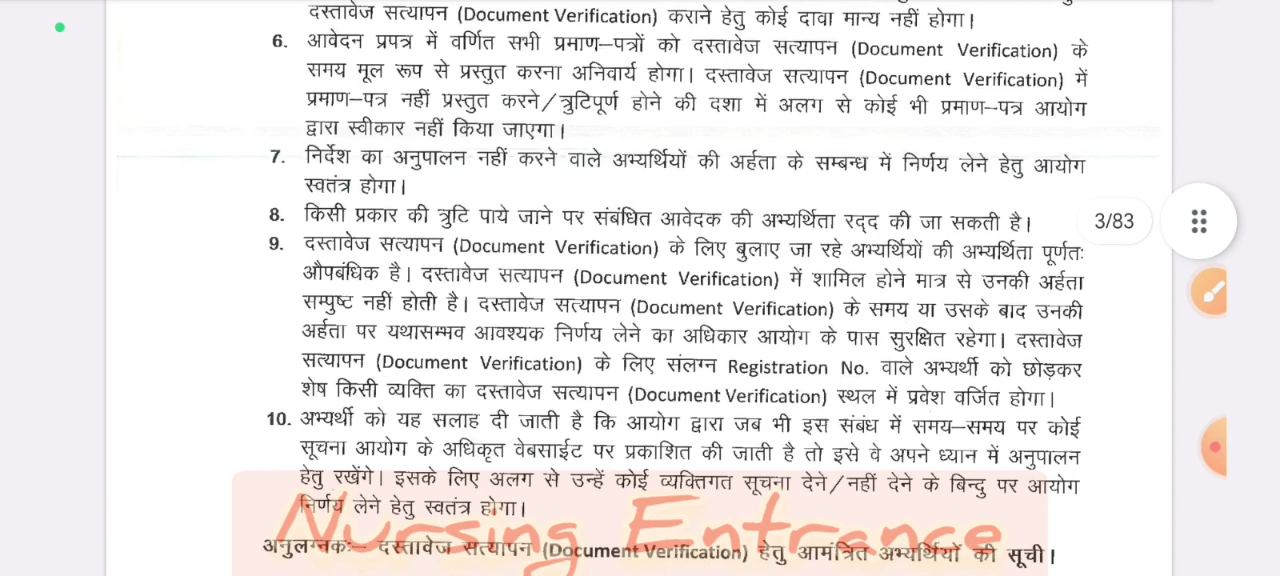 दस्तावेज सत्यापन (Document Verification) कराने हेतु कोई दावा मान्य नहीं होगा।
6. आवेदन प्रपत्र में वर्णित सभी प्रमाण–पत्रों को दस्तावेज सत्यापन (Document Verification) के
समय मूल रूप से प्रस्तुत करना अनिवार्य होगा। दस्तावेज सत्यापन (Document Verification) में
प्रमाण–पत्र नहीं प्रस्तुत करने/त्रुटिपूर्ण होने की दशा में अलग से कोई भी प्रमाण–पत्र आयोग
द्वारा स्वीकार नहीं किया जाएगा।
7. निर्देश का अनुपालन नहीं करने वाले अभ्यर्थियों की अर्हता के सम्बन्ध में निर्णय लेने हेतु आयोग
स्वतंत्र होगा।
8. किसी प्रकार की त्रुटि पाये जाने पर संबंधित आवेदक की अभ्यर्थिता रद्द की जा सकती है।
3/83
9. दस्तावेज सत्यापन (Document Verification) के लिए बुलाए जा रहे अभ्यर्थियों की अभ्यर्थिता पूर्णतः
औपबंधिक है। दस्तावेज सत्यापन (Document Verification) में शामिल होने मात्र से उनकी अर्हता
सम्पुष्ट नहीं होती है। दस्तावेज सत्यापन (Document Verification) के समय या उसके बाद उनकी
अर्हता पर यथासम्भव आवश्यक निर्णय लेने का अधिकार आयोग के पास सुरक्षित रहेगा। दस्तावेज
सत्यापन (Document Verification) के लिए संलग्न Registration No. वाले अभ्यर्थी को छोड़कर
शेष किसी व्यक्ति का दस्तावेज सत्यापन (Document Verification) स्थल में प्रवेश वर्जित होगा।
10. अभ्यर्थी को यह सलाह दी जाती है कि आयोग द्वारा जब भी इस संबंध में समय–समय पर कोई
सूचना आयोग के अधिकृत वेबसाईट पर प्रकाशित की जाती है तो इसे वे अपने ध्यान में अनुपालन
हेतु रखेंगे। इसके लिए अलग से उन्हें कोई व्यक्तिगत सूचना देने/नहीं देने के बिन्दु पर आयोग
निर्णय लेने हेतु स्वतंत्र होगा।
Nursing Entrance
अनुलग्नकः– दस्तावेज सत्यापन (Document Verification) हेतु आमंत्रित अभ्यर्थियों की सूची।